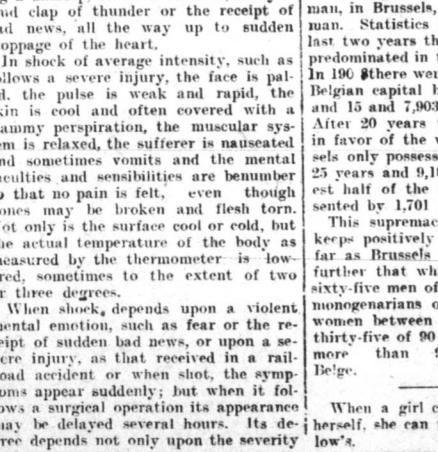 nd clap of thunder or the receipt of
ad news, all the way up to sudden
oppage of the heart.
In shock of average intensity, such as
ollows a severe injury, the face is pal-
d, the pulse is weak and rapid, the
kin is cool and often covered with a
lammy perspiration, the muscular sys-
em is relaxed, the sufferer is nauseated
nd sometimes vomits and the mental
aculties and sensibilities are benumber
o that no pain is felt, even though
ones may be broken and flesh torn.
ot only is the surface cool or cold, but
he actual temperature of the body as
measured by the thermometer is low-
red, sometimes to the extent of two
r three degrees.
When shock, depends upon a violent
mental emotion, such as fear or the re-
eipt of sudden bad news, or upon a se-
ere injury, as that received in a rail-
oad accident or when shot, the symp-
oms appear suddenly; but when it fol-
ows a surgical operation its appearance
may be delayed several hours. Its de-
ree depends not only upon the severity
man, in Brussels,
man. Statistics
last two years th
predominated in t
In 190 there wer
Belgian capital h
and 15 and 7,903
After 20 years
in favor of the v
sels only possess
25 years and 9,1
est half of the
sented by 1,701
This supremac
keeps positively
far as Brussels
further that wh
sixty-five men of
monogenarians o
women between
thirty-five of 90
more than 9
Belge.
When a girl c
herself, she can
low's.